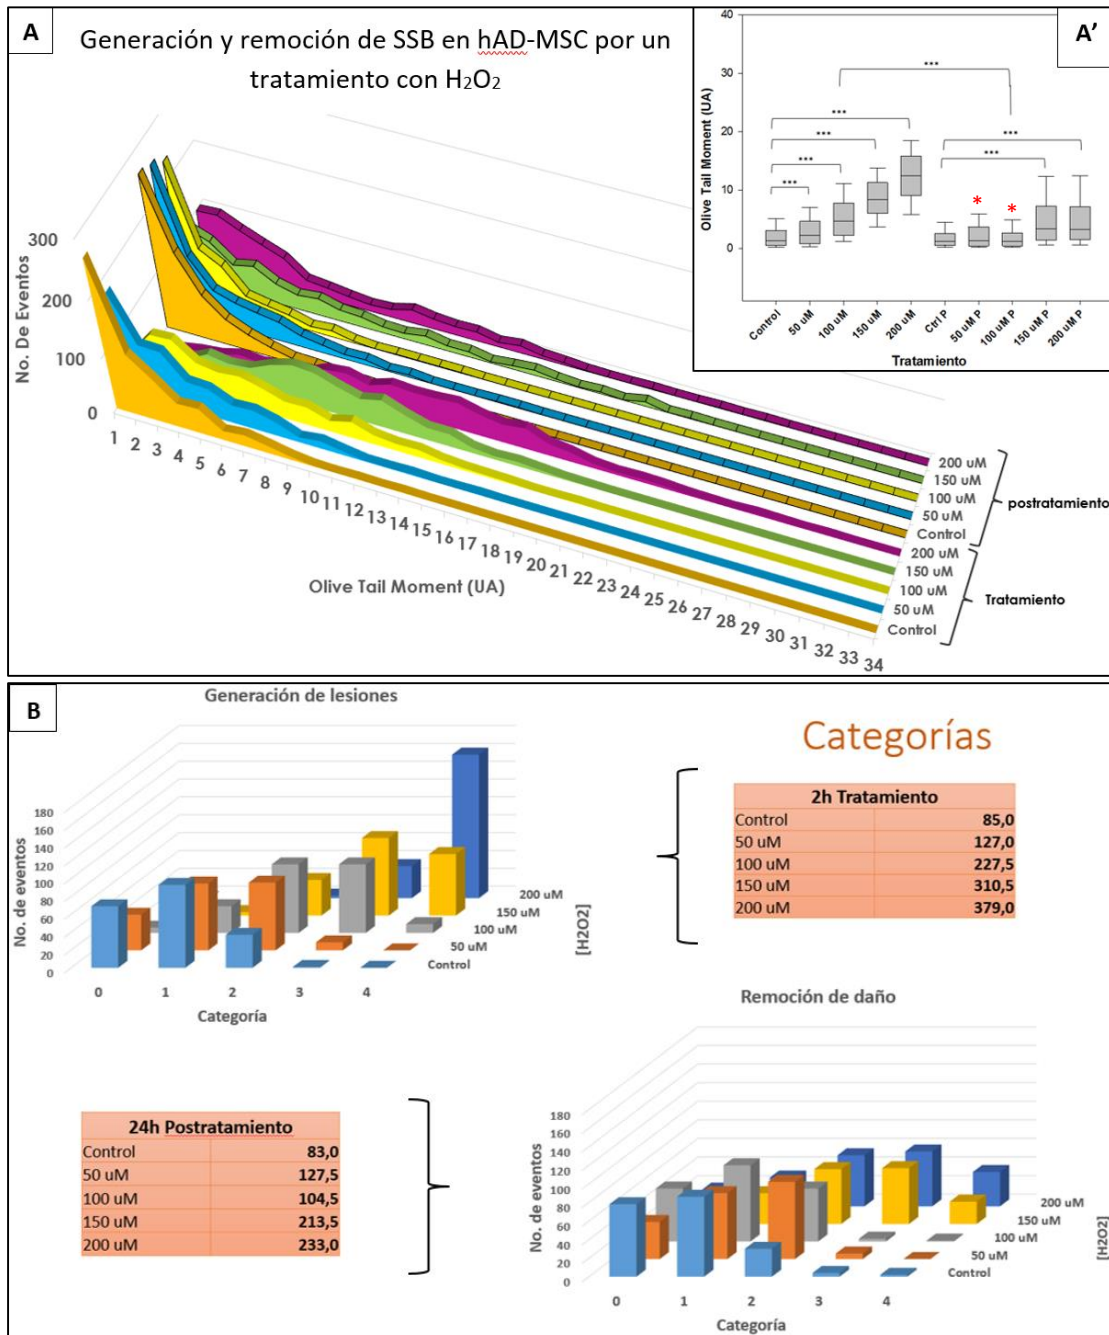 A
Generación y remoción de SSB en hAD-MSC por un
tratamiento con H₂O₂
No. De Eventos
300
200
100
0
1 2 3 4 5 6 7 8 9 10 11 12 13 14 15 16 17 18 19 20 21 22 23 24 25 26 27 28 29 30 31 32 33 34
Olive Tail Moment (UA)
200 uM
150 uM
100 uM
50 uM
Control
postratamiento
200 uM
150 uM
100 uM
50 uM
Control
Tratamiento
A’
Olive Tail Moment (UA)
40
30
20
10
0
***
***
***
***
***
***
***
* *
Control 50 uM 100 uM 150 uM 200 uM Ctrl P 50 uM P 100 uM P 150 uM P 200 uM P
Tratamiento
B
Generación de lesiones
No. de eventos
180
160
140
120
100
80
60
40
20
0
0 1 2 3 4
Categoría
200 uM
150 uM
100 uM
50 uM
Control
[H2O2]
Categorías
2h Tratamiento
Control 85,0
50 uM 127,0
100 uM 227,5
150 uM 310,5
200 uM 379,0
24h Postratamiento
Control 83,0
50 uM 127,5
100 uM 104,5
150 uM 213,5
200 uM 233,0
Remoción de daño
No. de eventos
180
160
140
120
100
80
60
40
20
0
0 1 2 3 4
Categoría
200 uM
150 uM
100 uM
50 uM
Control
[H2O2]